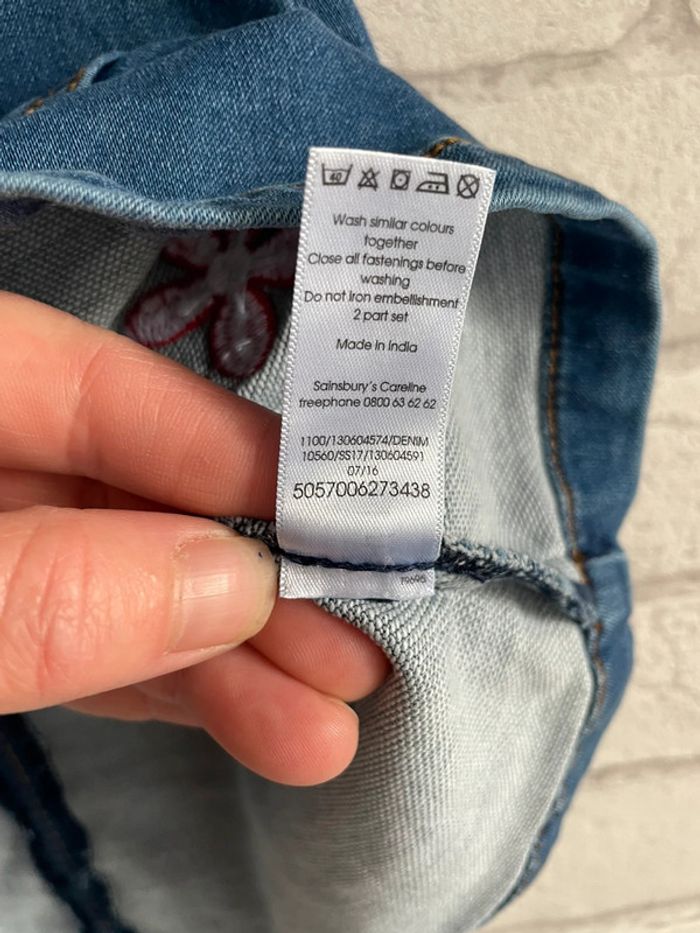 40
Wash similar colours
together
Close all fastenings before
washing
Do not iron embellishment
2 part set
Made in India
Sainsbury's Careline
freephone 0800 63 62 62
1100/130604574/DENIM
10560/SS17/130604591
07/16
5057006273438